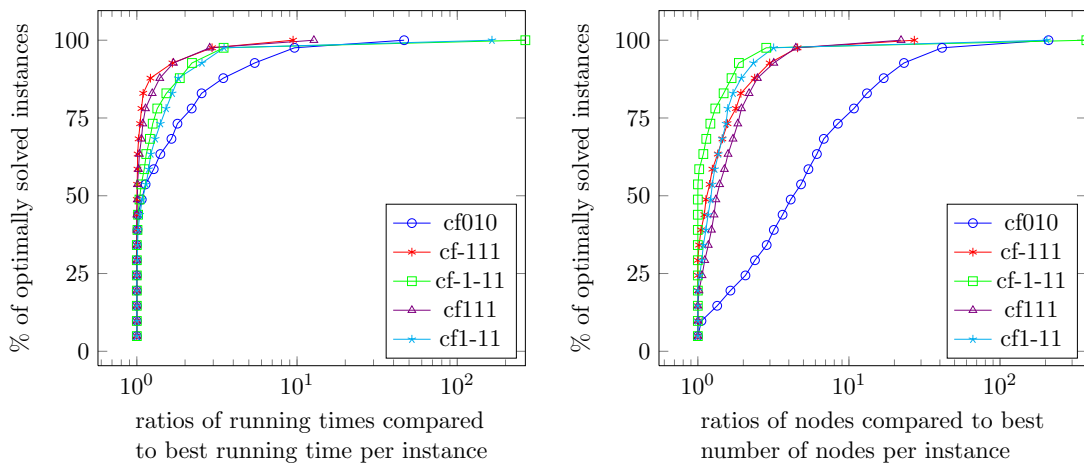 % of optimally solved instances
100
75
50
25
0
cf010
cf-111
cf-1-11
cf111
cf1-11
10^0
10^1
10^2
ratios of running times compared
to best running time per instance
% of optimally solved instances
100
75
50
25
0
cf010
cf-111
cf-1-11
cf111
cf1-11
10^0
10^1
10^2
ratios of nodes compared to best
number of nodes per instance